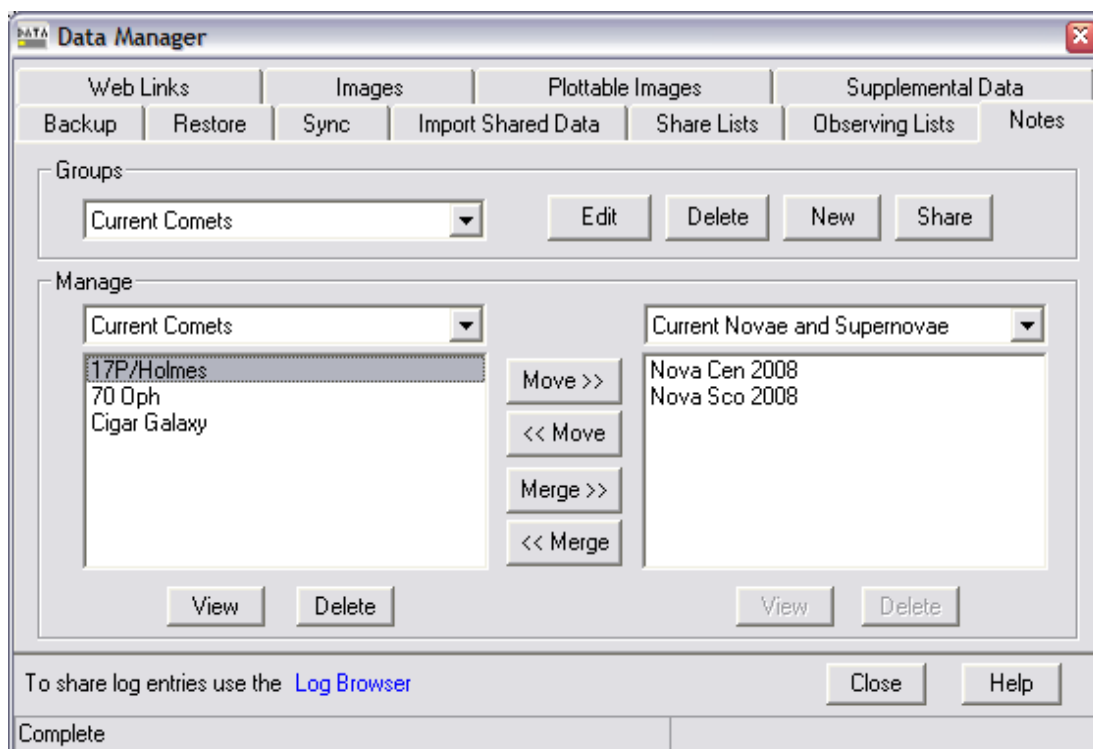 DATA Data Manager
Web Links Images Plottable Images Supplemental Data
Backup Restore Sync Import Shared Data Share Lists Observing Lists Notes
Groups
Current Comets Edit Delete New Share
Manage
Current Comets Current Novae and Supernovae
17P/Holmes
70 Oph
Cigar Galaxy
Move >>
<< Move
Merge >>
<< Merge
Nova Cen 2008
Nova Sco 2008
View Delete View Delete
To share log entries use the Log Browser Close Help
Complete